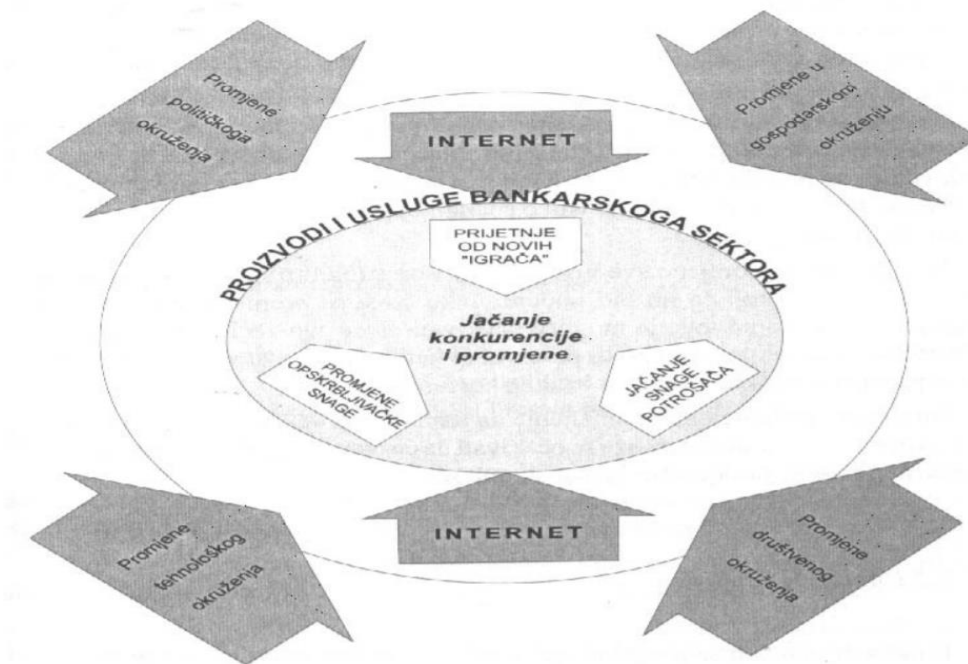 Promjene
političkoga
okruženja
Promjene u
gospodarskom
okruženju
INTERNET
PROIZVODI I USLUGE BANKARSKOGA SEKTORA
PRIJETNJE
OD NOVIH
"IGRAČA"
Jačanje
konkurencije
i promjene
PROMJENE
OPSKRBLJIVAČKE
SNAGE
JAČANJE
SNAGE
POTROŠAČA
INTERNET
Promjene
tehnološkog
okruženja
Promjene
društvenog
okruženja